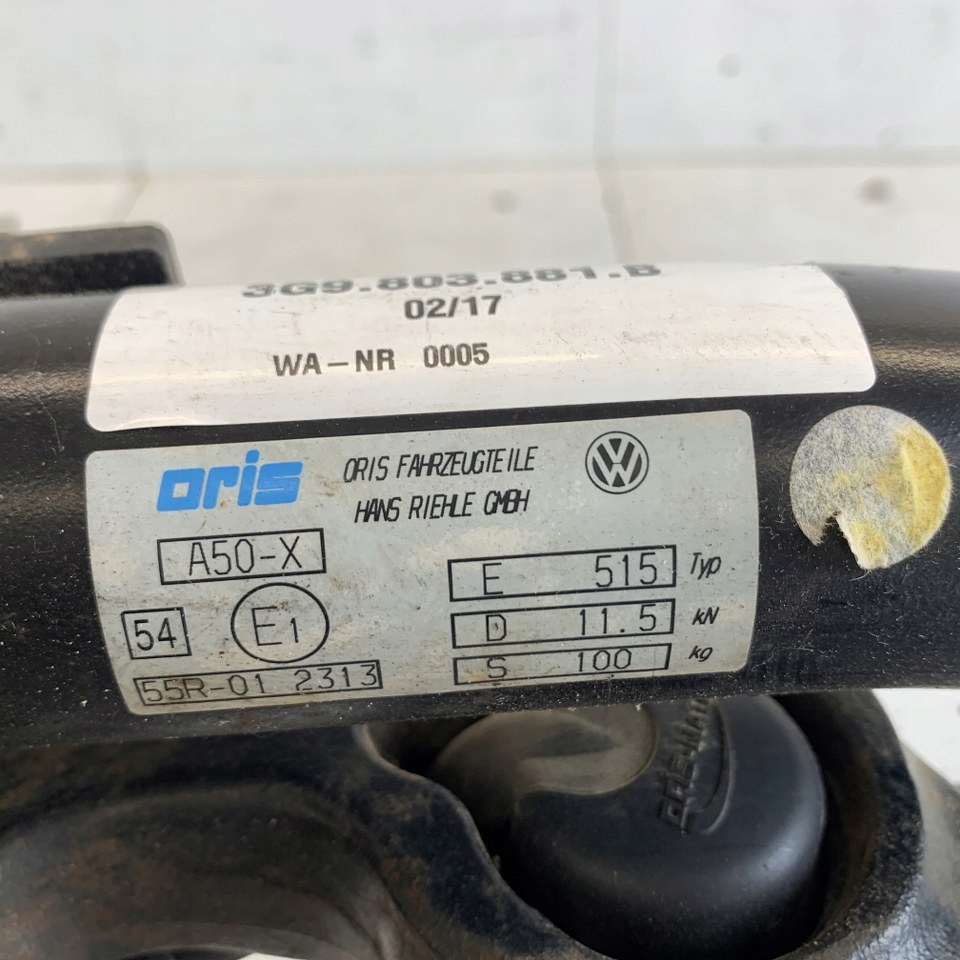 3G9.803.881.B
02/17
WA-NR 0005
oris
ORIS FAHRZEUGTEILE
HANS RIEHLE GMBH
VW
A50-X
E 515 Typ
54
E1
D 11.5 kN
S 100 kg
55R-01 2313